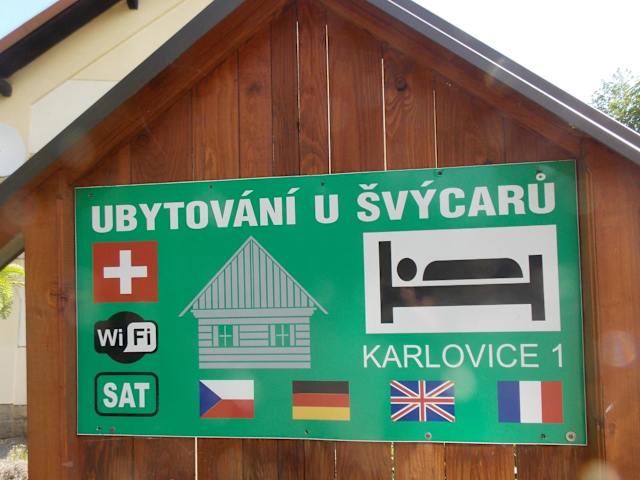 UBYTOVÁNÍ U ŠVÝCARŮ
WiFi
SAT
KARLOVICE 1